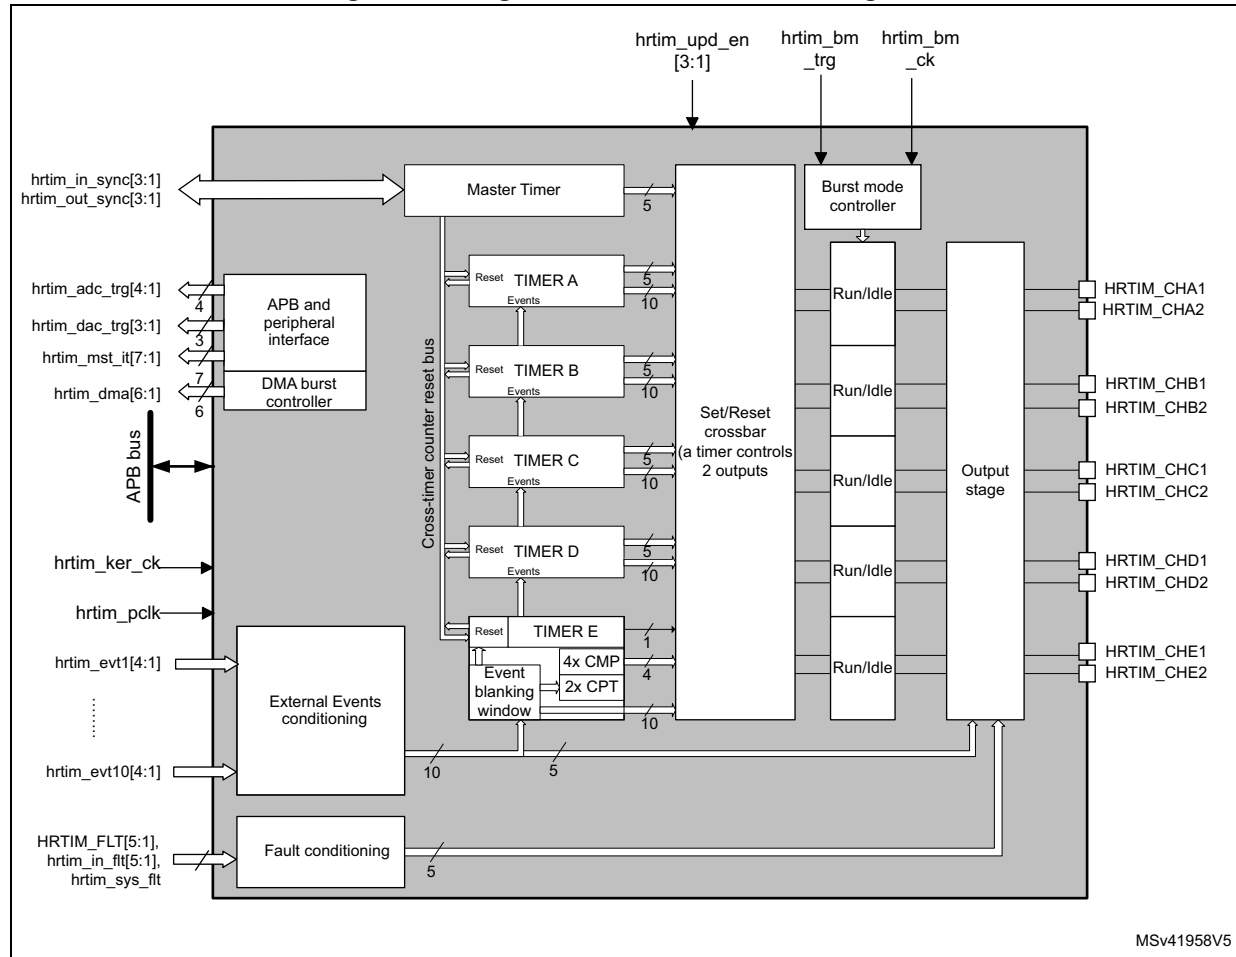 hrtim_upd_en
[3:1]
hrtim_bm
_trg
hrtim_bm
_ck
hrtim_in_sync[3:1]
hrtim_out_sync[3:1]
Master Timer
5
Burst mode
controller
hrtim_adc_trg[4:1]
4
hrtim_dac_trg[3:1]
3
hrtim_mst_it[7:1]
7
hrtim_dma[6:1]
6
APB and
peripheral
interface
DMA burst
controller
APB bus
hrtim_ker_ck
hrtim_pclk
Cross-timer counter reset bus
Reset
TIMER A
Events
5
10
Reset
TIMER B
Events
5
10
Reset
TIMER C
Events
5
10
Reset
TIMER D
Events
5
10
Reset
TIMER E
1
4x CMP
4
2x CPT
Event
blanking
window
10
Set/Reset
crossbar
(a timer controls
2 outputs
Run/Idle
Run/Idle
Run/Idle
Run/Idle
Run/Idle
Output
stage
HRTIM_CHA1
HRTIM_CHA2
HRTIM_CHB1
HRTIM_CHB2
HRTIM_CHC1
HRTIM_CHC2
HRTIM_CHD1
HRTIM_CHD2
HRTIM_CHE1
HRTIM_CHE2
hrtim_evt1[4:1]
.........
hrtim_evt10[4:1]
External Events
conditioning
10
5
HRTIM_FLT[5:1],
hrtim_in_flt[5:1],
hrtim_sys_flt
Fault conditioning
5
MSv41958V5